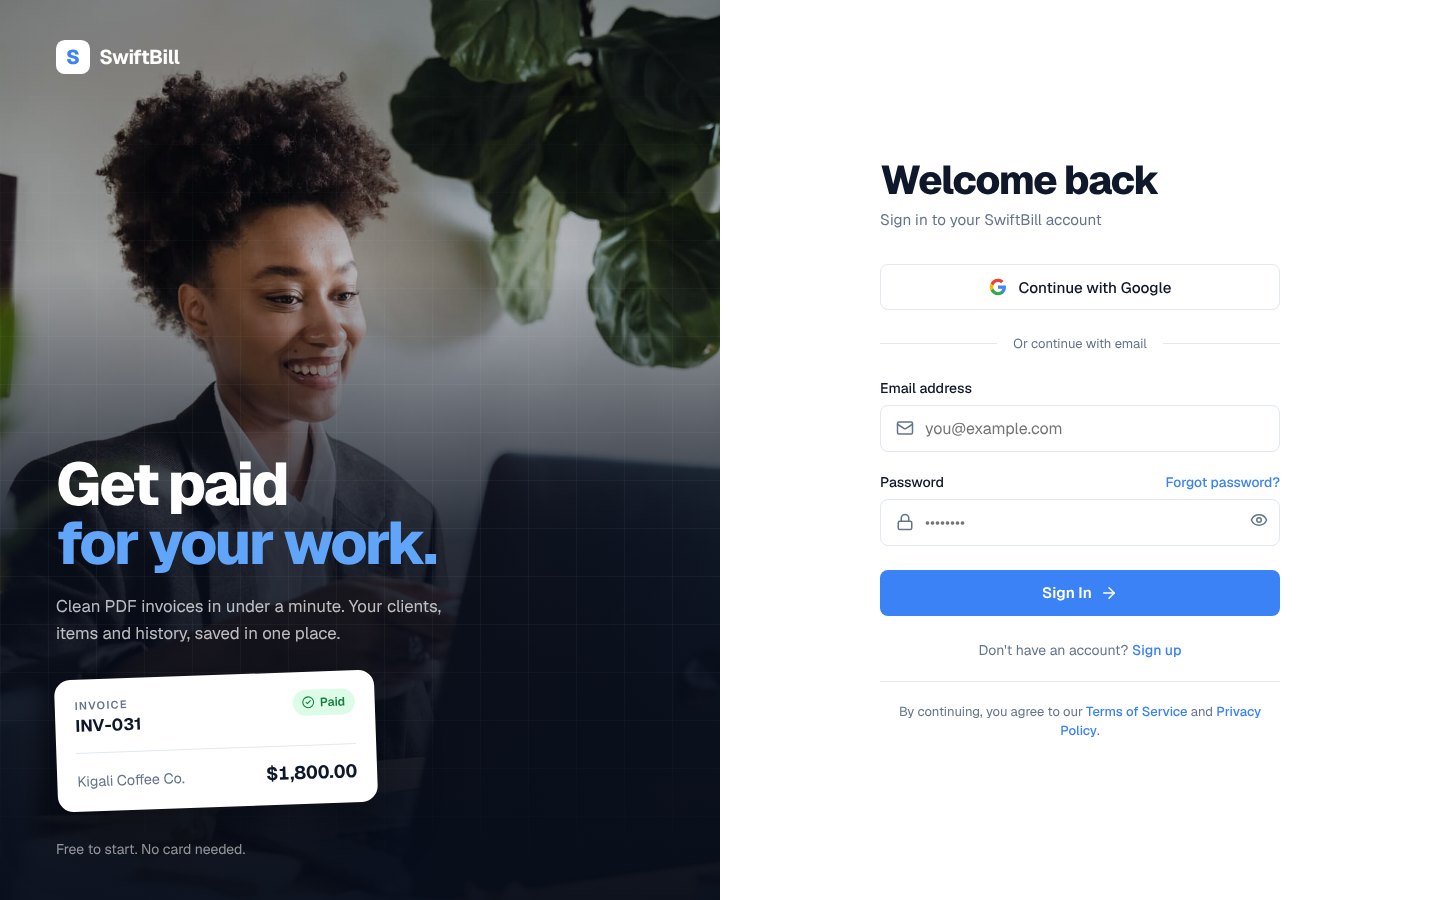 S SwiftBill
Get paid
for your work.
Clean PDF invoices in under a minute. Your clients,
items and history, saved in one place.
INVOICE
Paid
INV-031
Kigali Coffee Co.
$1,800.00
Free to start. No card needed.
Welcome back
Sign in to your SwiftBill account
Continue with Google
Or continue with email
Email address
you@example.com
Password
Forgot password?
••••••••
Sign In →
Don't have an account? Sign up
By continuing, you agree to our Terms of Service and Privacy
Policy.